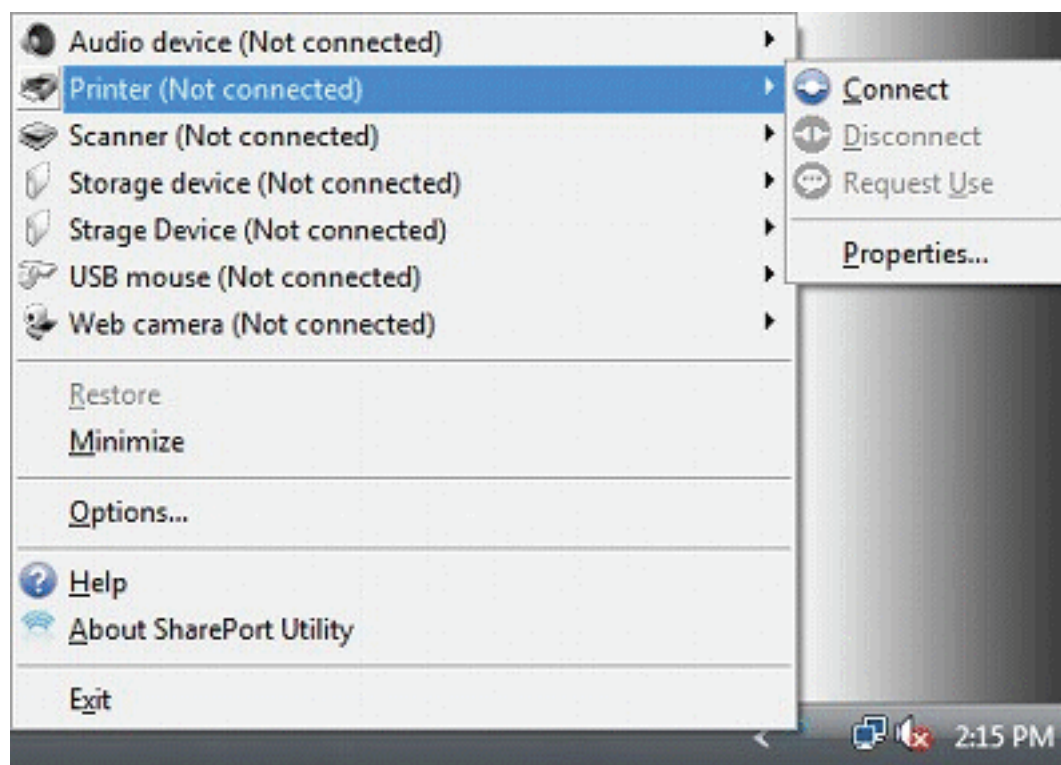 Audio device (Not connected)
Printer (Not connected)
Scanner (Not connected)
Storage device (Not connected)
Strage Device (Not connected)
USB mouse (Not connected)
Web camera (Not connected)
Restore
Minimize
Options...
Help
About SharePort Utility
Exit
Connect
Disconnect
Request Use
Properties...
2:15 PM